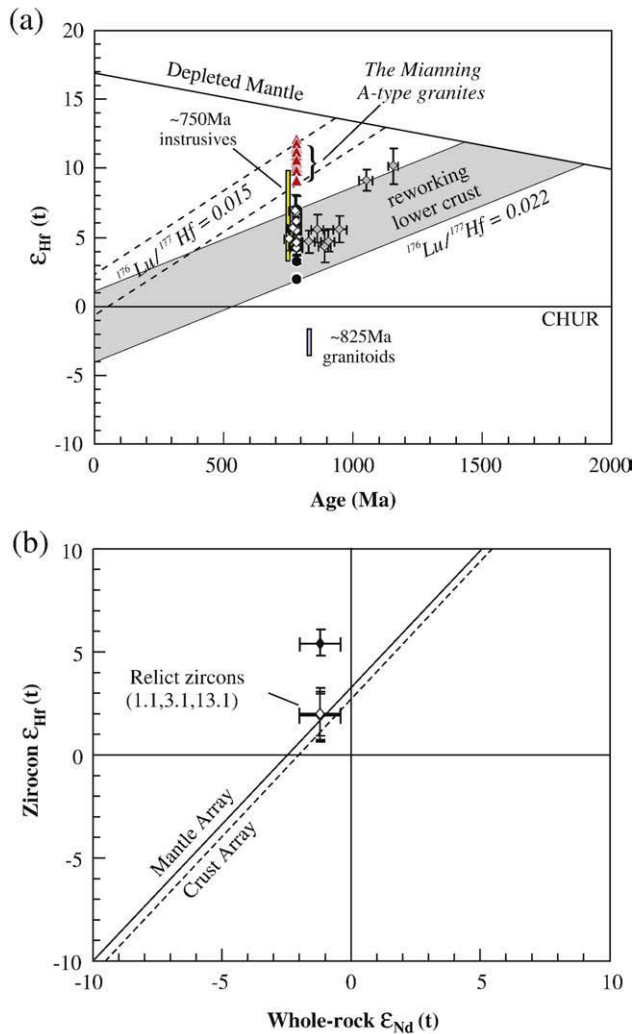 (a)
20
Depleted Mantle
The Mianning
A-type granites
15
~750Ma
instrusives
10
reworking
lower crust
5
¹⁷⁶Lu/¹⁷⁷Hf = 0.015
¹⁷⁶Lu/¹⁷⁷Hf = 0.022
0
CHUR
~825Ma
granitoids
-5
-10
0 500 1000 1500 2000
εHf (t)
Age (Ma)
(b)
10
5
Relict zircons
(1.1,3.1,13.1)
0
Mantle Array
Crust Array
-5
-10
-10 -5 0 5 10
Zirocon εHf (t)
Whole-rock εNd (t)